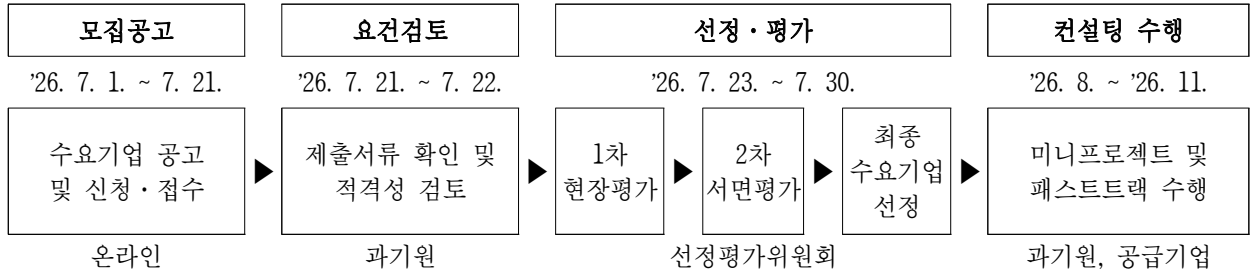 모집공고
요건검토
선정・평가
컨설팅 수행
’26. 7. 1. ~ 7. 21.
’26. 7. 21. ~ 7. 22.
’26. 7. 23. ~ 7. 30.
’26. 8. ~ ’26. 11.
수요기업 공고
및 신청・접수
▶
제출서류 확인 및
적격성 검토
▶
1차
현장평가
▶
2차
서면평가
▶
최종
수요기업
선정
▶
미니프로젝트 및
패스트트랙 수행
온라인
과기원
선정평가위원회
과기원, 공급기업